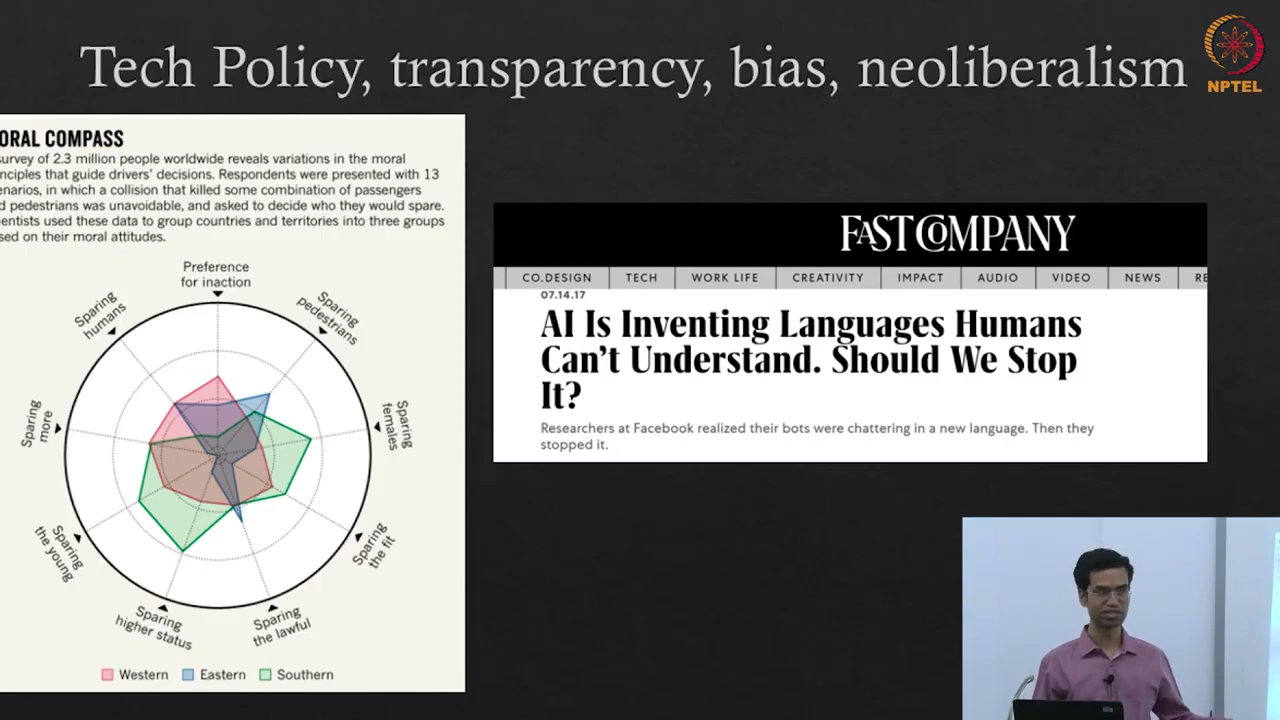 Tech Policy, transparency, bias, neoliberalism
NPTEL
ORAL COMPASS
survey of 2.3 million people worldwide reveals variations in the moral
nciples that guide drivers’ decisions. Respondents were presented with 13
enarios, in which a collision that killed some combination of passengers
d pedestrians was unavoidable, and asked to decide who they would spare.
ientists used these data to group countries and territories into three groups
sed on their moral attitudes.
Preference
for inaction
Sparing
pedestrians
Sparing
females
Sparing
the fit
Sparing
the lawful
Sparing
higher status
Sparing
the young
Sparing
more
Sparing
humans
Western Eastern Southern
FAST COMPANY
CO.DESIGN TECH WORK LIFE CREATIVITY IMPACT AUDIO VIDEO NEWS RE
07.14.17
AI Is Inventing Languages Humans
Can’t Understand. Should We Stop
It?
Researchers at Facebook realized their bots were chattering in a new language. Then they
stopped it.